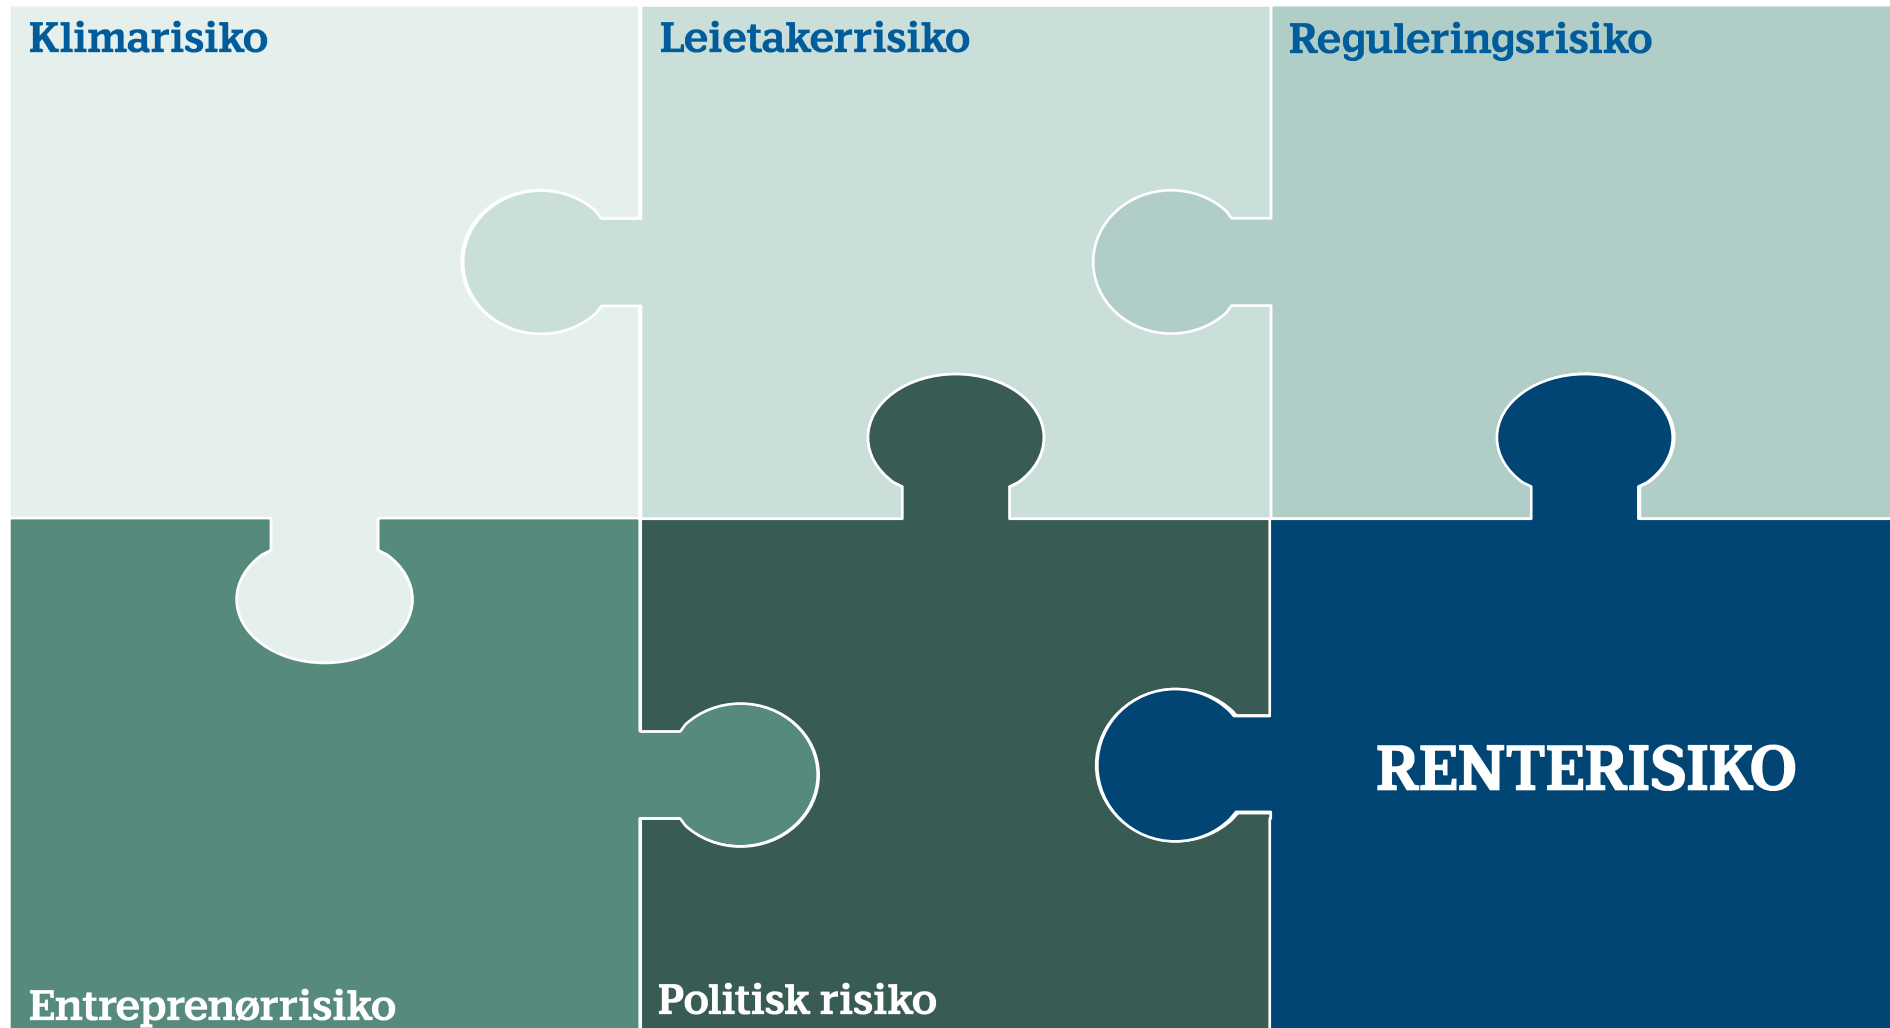 Klimarisiko
Leietakerrisiko
Reguleringsrisiko
RENTERISIKO
Entreprenørrisiko
Politisk risiko